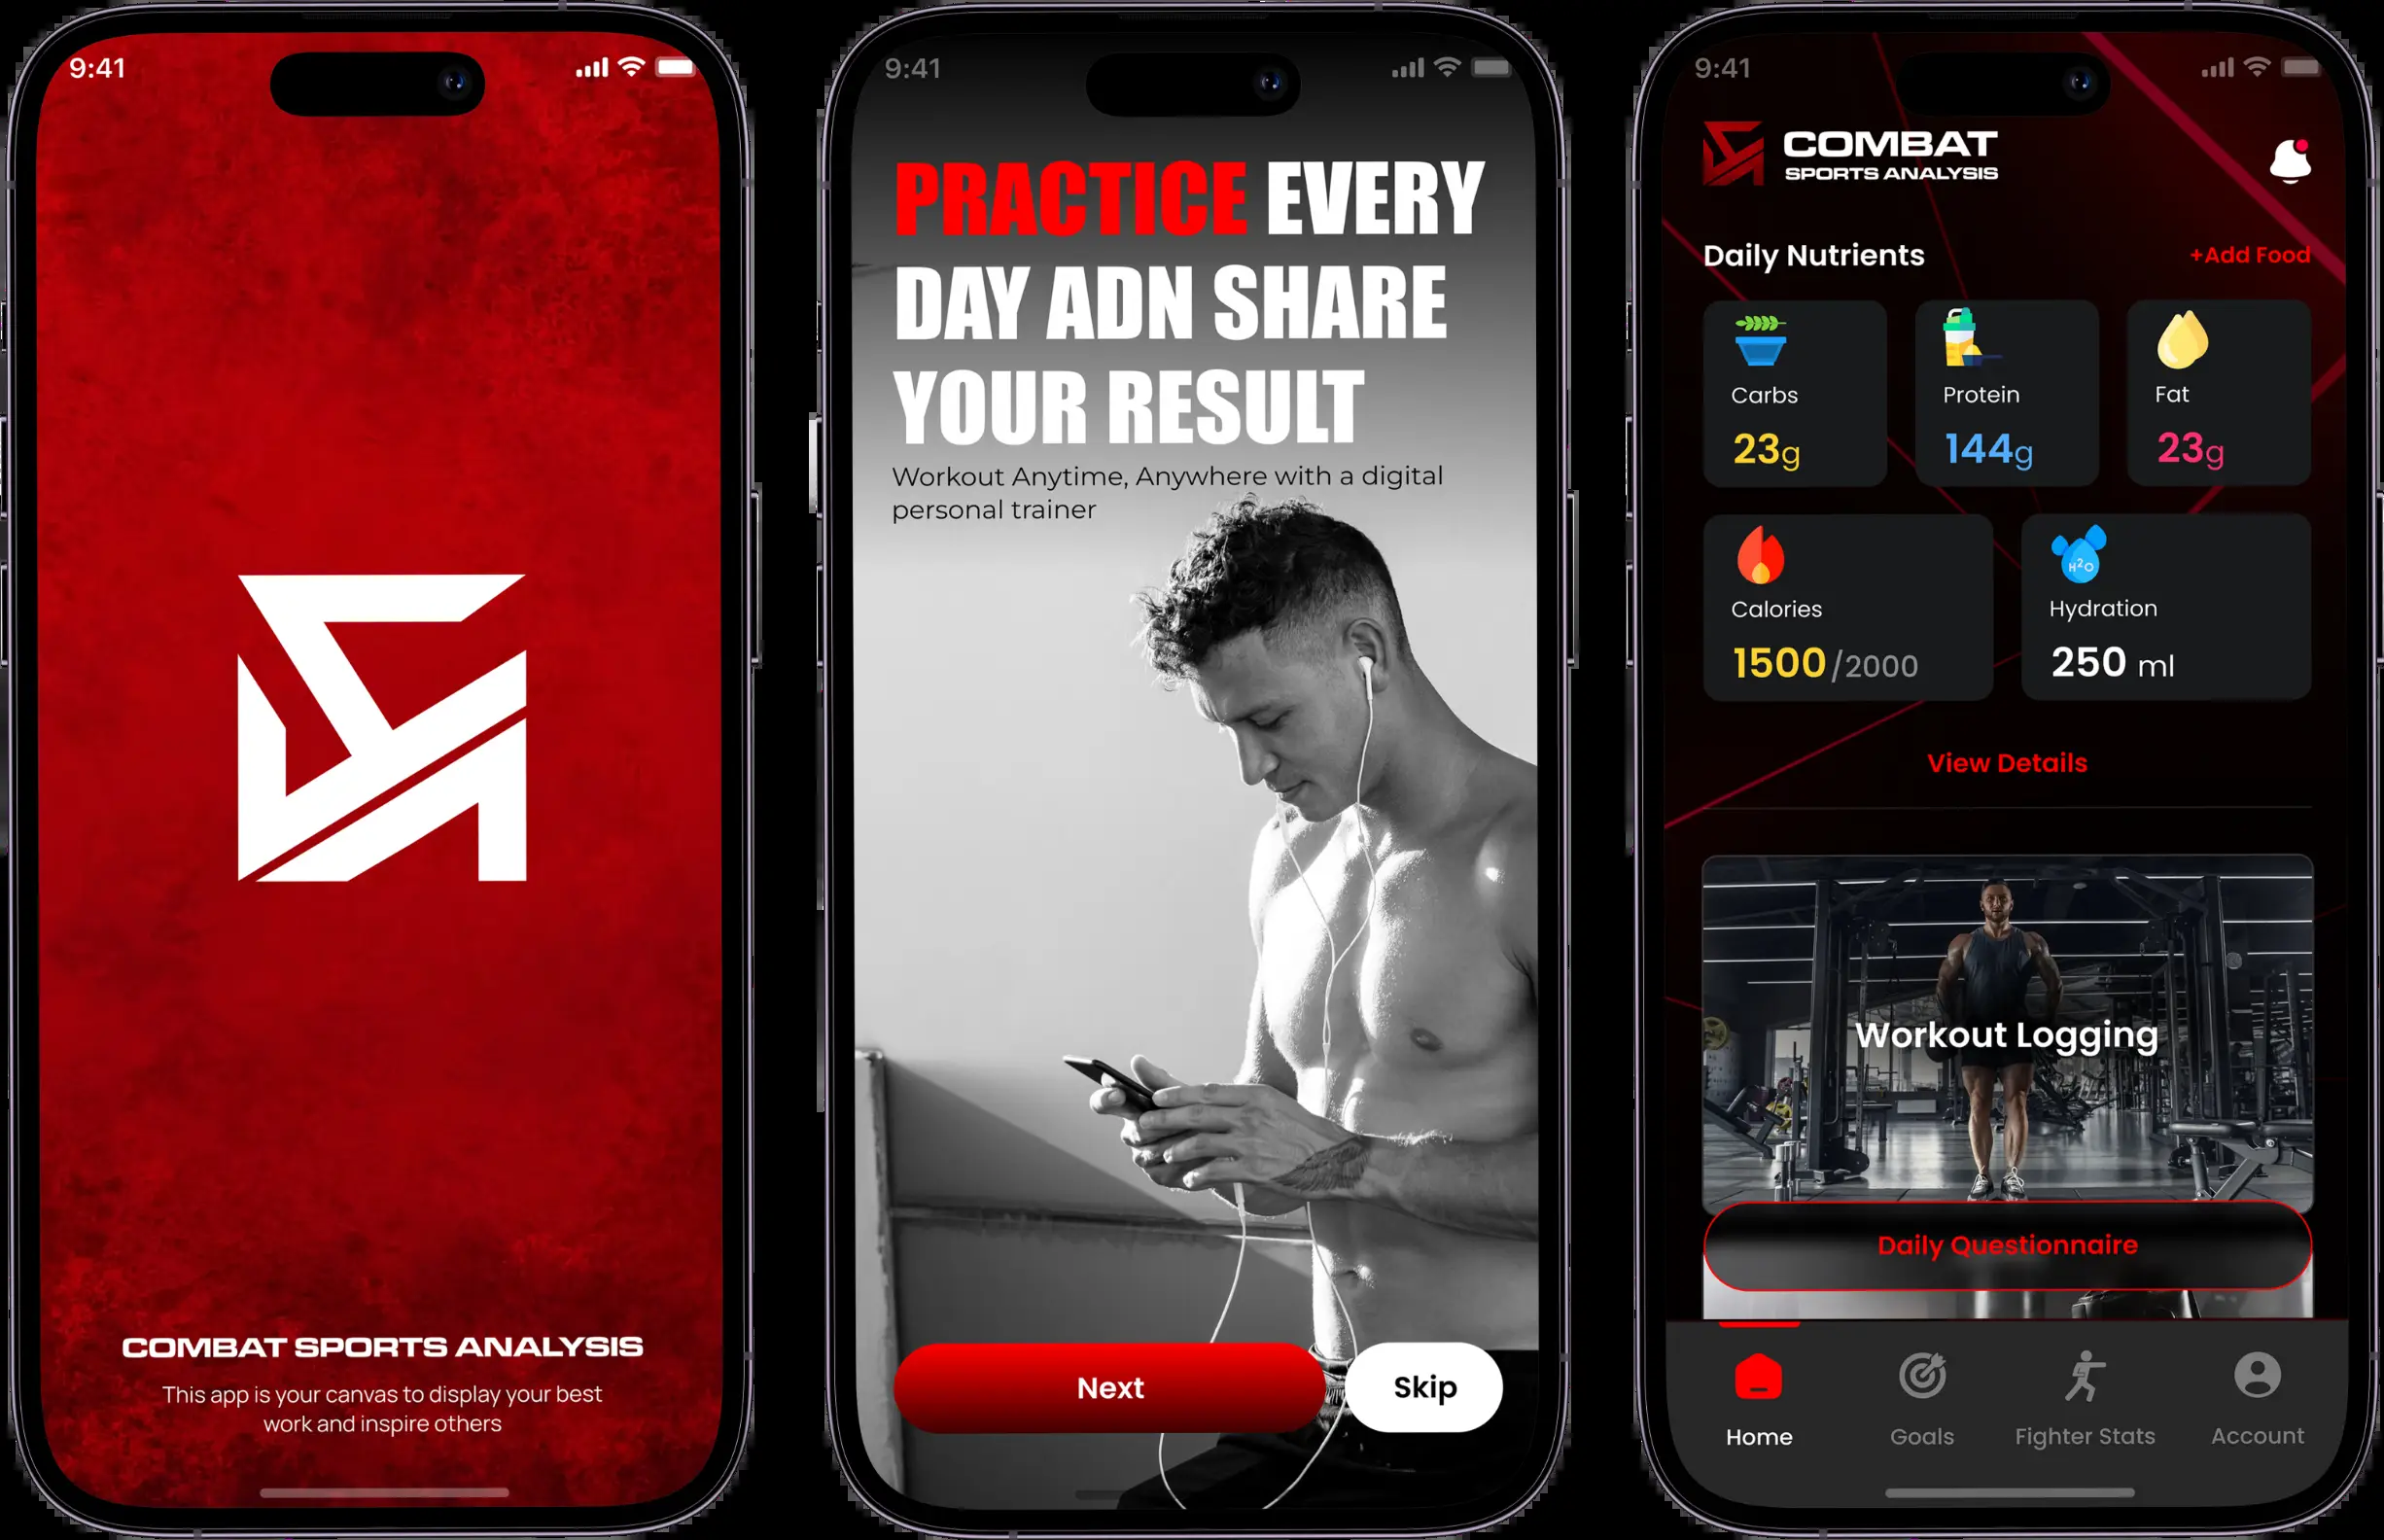 9:41
COMBAT SPORTS ANALYSIS
This app is your canvas to display your best
work and inspire others
9:41
PRACTICE EVERY
DAY ADN SHARE
YOUR RESULT
Workout Anytime, Anywhere with a digital
personal trainer
Next
Skip
9:41
COMBAT
SPORTS ANALYSIS
Daily Nutrients
+Add Food
Carbs
23g
Protein
144g
Fat
23g
Calories
1500/2000
H2O
Hydration
250 ml
View Details
Workout Logging
Daily Questionnaire
Home
Goals
Fighter Stats
Account